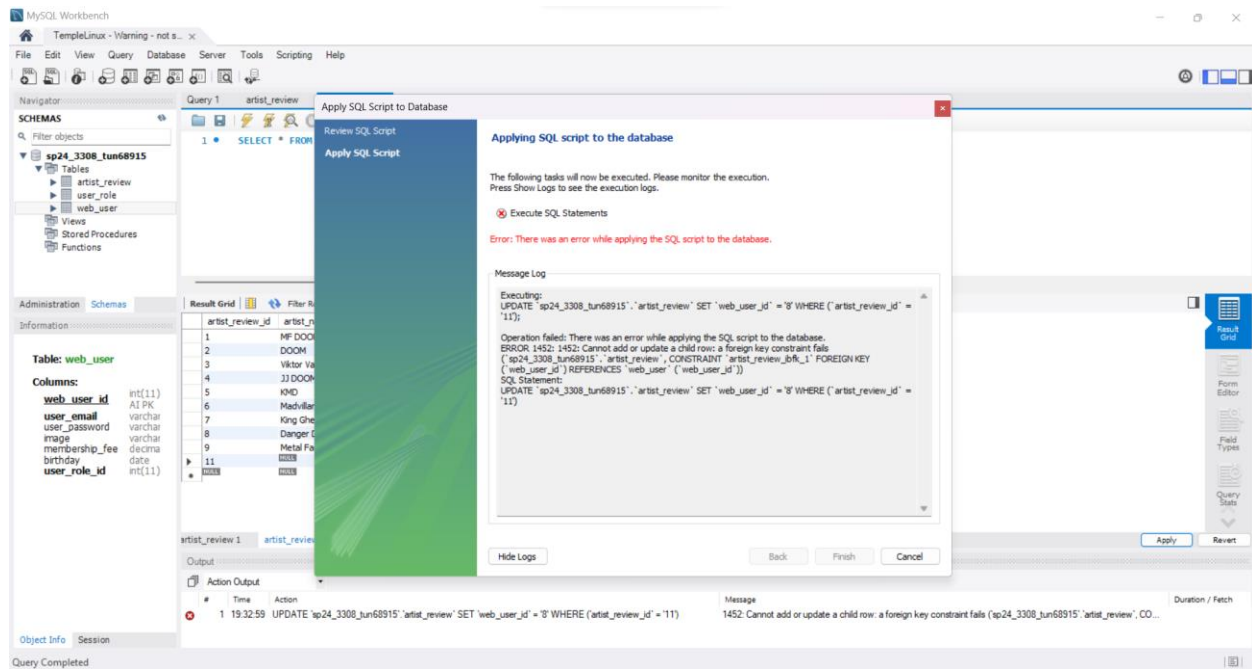 MySQL Workbench
TempleLinux - Warning - not s...
File Edit View Query Database Server Tools Scripting Help
Navigator
SCHEMAS
Filter objects
sp24_3308_tun68915
Tables
artist_review
user_role
web_user
Views
Stored Procedures
Functions
Administration Schemas
Information
Table: web_user
Columns:
web_user_id int(11)
AI PK
user_email varchar
user_password varchar
image varchar
membership_fee decima
birthday date
user_role_id int(11)
Query 1 artist_review
1 SELECT * FROM
Result Grid Filter R
artist_review_id artist_n
1 MF DOO
2 DOOM
3 Viktor Va
4 JJ DOOM
5 KMD
6 Madvillai
7 King Ghe
8 Danger D
9 Metal Fa
11 NULL
NULL NULL
artist_review 1 artist_review
Apply SQL Script to Database
Review SQL Script
Apply SQL Script
Applying SQL script to the database
The following tasks will now be executed. Please monitor the execution.
Press Show Logs to see the execution logs.
Execute SQL Statements
Error: There was an error while applying the SQL script to the database.
Message Log
Executing:
UPDATE `sp24_3308_tun68915`.`artist_review` SET `web_user_id` = '8' WHERE (`artist_review_id` =
'11');
Operation failed: There was an error while applying the SQL script to the database.
ERROR 1452: 1452: Cannot add or update a child row: a foreign key constraint fails
(`sp24_3308_tun68915`.`artist_review`, CONSTRAINT `artist_review_ibfk_1` FOREIGN KEY
(`web_user_id`) REFERENCES `web_user` (`web_user_id`))
SQL Statement:
UPDATE `sp24_3308_tun68915`.`artist_review` SET `web_user_id` = '8' WHERE (`artist_review_id` =
'11')
Hide Logs Back Finish Cancel
Result
Grid
Form
Editor
Field
Types
Query
Stats
Apply Revert
Output
Action Output
# Time Action Message Duration / Fetch
1 19:32:59 UPDATE `sp24_3308_tun68915`.`artist_review` SET `web_user_id` = '8' WHERE (`artist_review_id` = '11') 1452: Cannot add or update a child row: a foreign key constraint fails (`sp24_3308_tun68915`.`artist_review`, CO...
Object Info Session
Query Completed